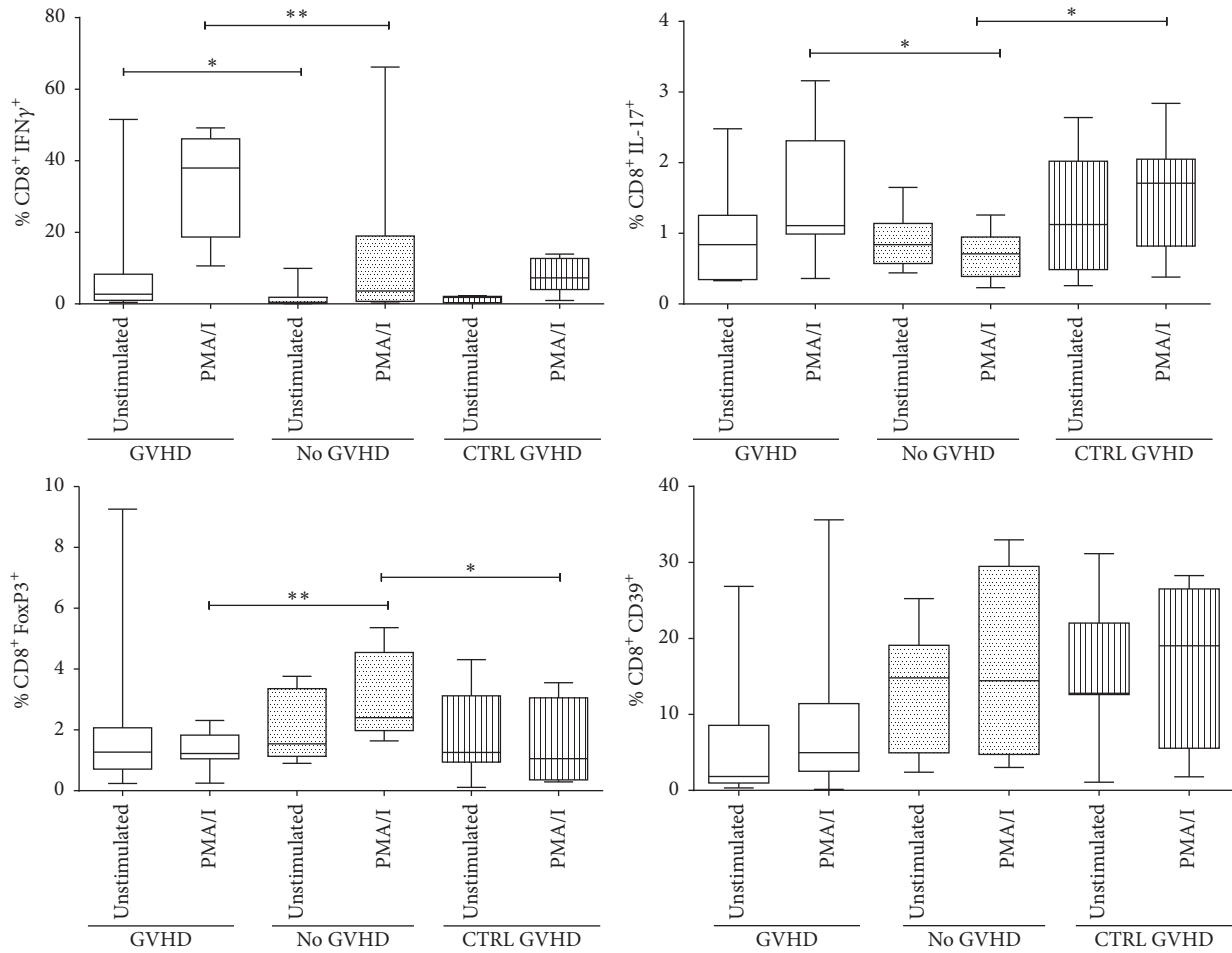 % CD8+ IFNγ+
80
60
40
20
0
**
*
Unstimulated
PMA/I
Unstimulated
PMA/I
Unstimulated
PMA/I
GVHD
No GVHD
CTRL GVHD
% CD8+ IL-17+
4
3
2
1
0
*
*
Unstimulated
PMA/I
Unstimulated
PMA/I
Unstimulated
PMA/I
GVHD
No GVHD
CTRL GVHD
% CD8+ FoxP3+
10
8
6
4
2
0
*
**
Unstimulated
PMA/I
Unstimulated
PMA/I
Unstimulated
PMA/I
GVHD
No GVHD
CTRL GVHD
% CD8+ CD39+
40
30
20
10
0
Unstimulated
PMA/I
Unstimulated
PMA/I
Unstimulated
PMA/I
GVHD
No GVHD
CTRL GVHD